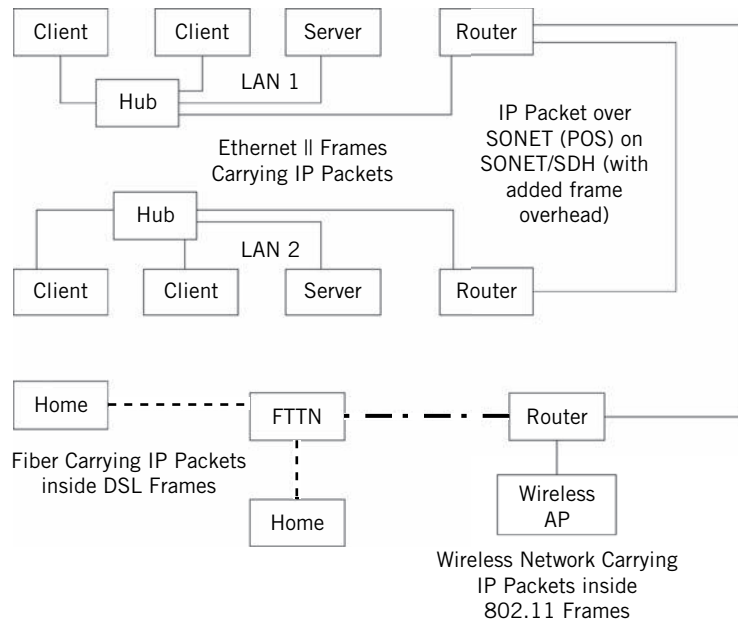 Client
Client
Server
Router
LAN 1
Hub
IP Packet over
SONET (POS) on
SONET/SDH (with
added frame
overhead)
Ethernet II Frames
Carrying IP Packets
Hub
LAN 2
Client
Client
Server
Router
Home
FTTN
Router
Fiber Carrying IP Packets
inside DSL Frames
Home
Wireless
AP
Wireless Network Carrying
IP Packets inside
802.11 Frames